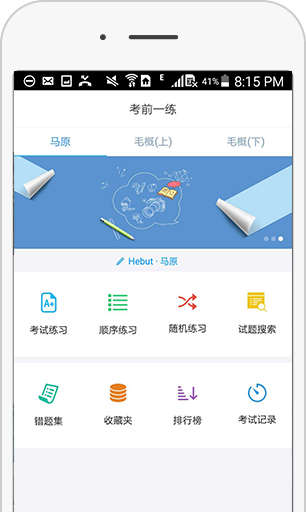 E 41% 8:15 PM
考前一练
马原 毛概(上) 毛概(下)
Hebut · 马原
A+
考试练习 顺序练习 随机练习 试题搜索
错题集 收藏夹 排行榜 考试记录